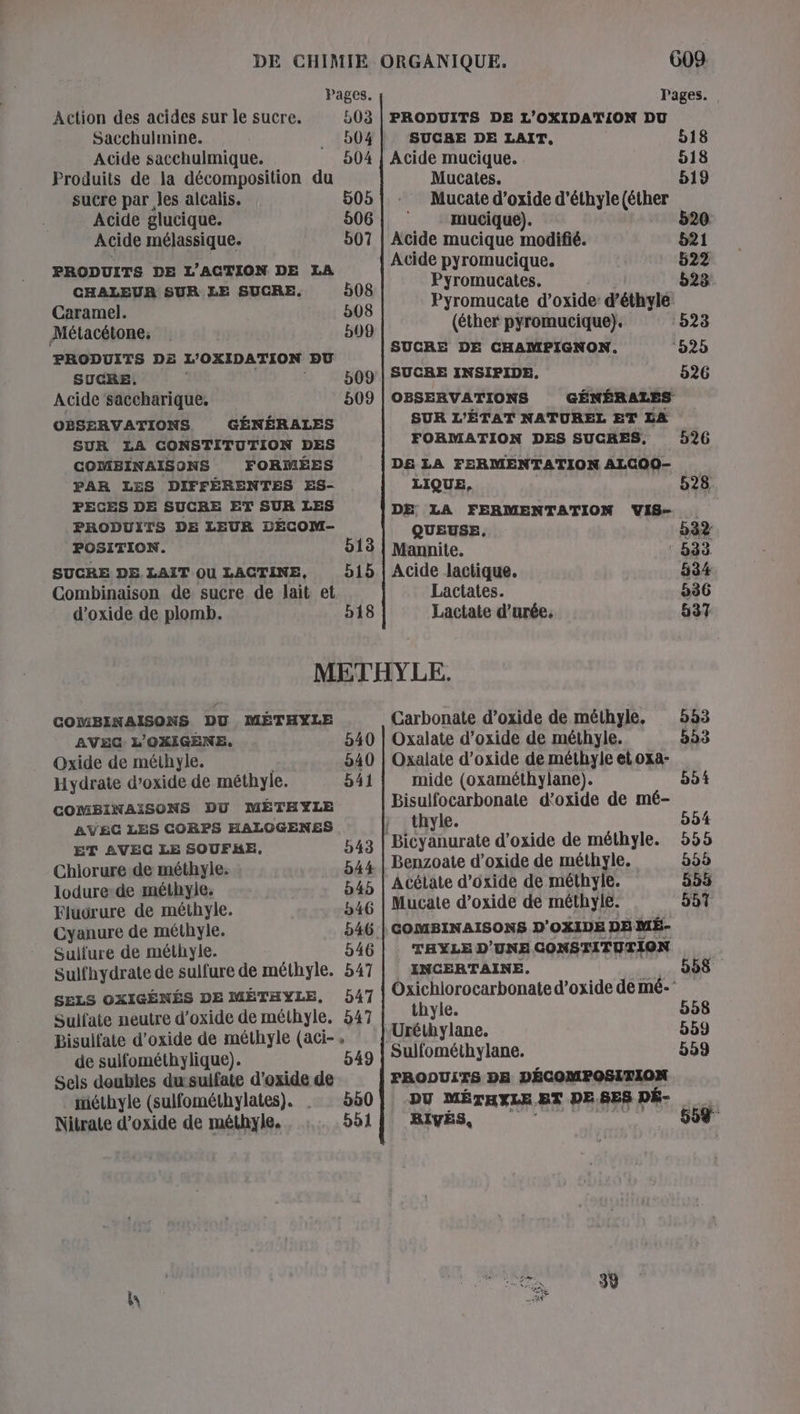 DE CHIMIE ORGANIQUE. 609
Pages.
Action des acides sur le sucre. 503
Sacchulmine. 504
Acide sacchulmique. 504
Produits de la décomposition du
sucre par les alcalis. 505
Acide glucique. 506
Acide mélassique. 507
PRODUITS DE L'ACTION DE LA
CHALEUR SUR LE SUCRE. 508
Caramel. 508
Métacétone. 509
PRODUITS DE L'OXIDATION DU
SUCRE. 509
Acide saccharique. 509
OBSERVATIONS GÉNÉRALES
SUR LA CONSTITUTION DES
COMBINAISONS FORMÉES
PAR LES DIFFÉRENTES ES-
PECES DE SUCRE ET SUR LES
PRODUITS DE LEUR DÉCOM-
POSITION. 513
SUCRE DE LAIT OU LACTINE, 515
Combinaison de sucre de lait et
d'oxide de plomb. 518
Pages.
PRODUITS DE L'OXIDATION DU
SUCRE DE LAIT, 518
Acide mucique. 518
Mucates. 519
Mucate d'oxide d'éthyle (éther
mucique). 520
Acide mucique modifié. 521
Acide pyromucique. 522
Pyromucates. 523
Pyromucate d'oxide d'éthyle
(éther pyromucique). 523
SUCRE DE CHAMPIGNON. 525
SUCRE INSIPIDE. 526
OBSERVATIONS GÉNÉRALES
SUR L'ÉTAT NATUREL ET LA
FORMATION DES SUCRES, 526
DE LA FERMENTATION ALCOO-
LIQUE, 528
DE LA FERMENTATION VIS-
QUEUSE. 532
Mannite. 533
Acide lactique. 534
Lactates. 536
Lactate d'urée. 537
METHYLE.
COMBINAISONS DU MÉTHYLE
AVEC L'OXIGÈNE. 540
Oxide de méthyle. 540
Hydrate d'oxide de méthyle. 541
COMBINAISONS DU MÉTHYLE
AVEC LES CORPS HALOGENES
ET AVEC LE SOUFRE, 543
Chlorure de méthyle. 544
Iodure de méthyle. 545
Fluorure de méthyle. 546
Cyanure de méthyle. 546
Sulfure de méthyle. 546
Sulfhydrate de sulfure de méthyle. 547
SELS OXIGÉNÉS DE MÉTHYLE, 547
Sulfate neutre d'oxide de méthyle. 547
Bisulfate d'oxide de méthyle (aci-
de sulfométhylique). 549
Sels doubles du sulfate d'oxide de
méthyle (sulfométhylates). 550
Nitrate d'oxide de méthyle. 551
Carbonate d'oxide de méthyle. 553
Oxalate d'oxide de méthyle. 553
Oxalate d'oxide de méthyle et oxa-
mide (oxaméthylane). 554
Bisulfocarbonate d'oxide de mé-
thyle. 554
Bicyanurate d'oxide de méthyle. 555
Benzoate d'oxide de méthyle. 555
Acétate d'oxide de méthyle. 555
Mucate d'oxide de méthyle. 557
COMBINAISONS D'OXIDE DE MÉ-
THYLE D'UNE CONSTITUTION
INCERTAINE. 558
Oxichlorocarbonate d'oxide de mé-
thyle. 558
Uréthylane. 559
Sulfométhylane. 559
PRODUITS DE DÉCOMPOSITION
DU MÉTHYLE ET DE SES DÉ-
RIVÉS, 559
39